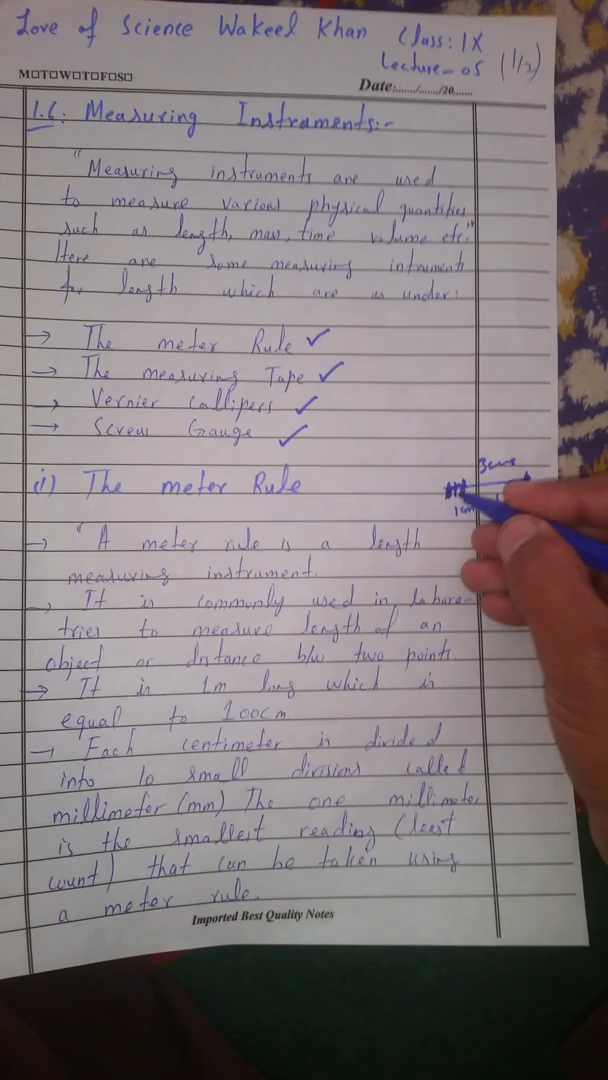 Love of Science Wakeel Khan Class: IX
Lecture-05 (1/2)
M□T□W□T□F□S□
Date:......./......./20.......
1.6: Measuring Instraments:-
"Measuring instruments are used
to measure various physical quantities
such as length, mass, time volume etc."
Here are some measuring intruments
for length which are as under:
→ The meter Rule ✓
→ The measuring Tape ✓
→ Vernier Callipers ✓
→ Screw Gauge ✓
(i) The meter Rule
3cm
1cm
→ "A meter rule is a length
measuring instrument.
→ It is commonly used in labora-
tries to measure length of an
object or distance b/w two points.
→ It is 1m long which is
equal to 100cm
→ Each centimeter is divided
into 10 small divisions called
millimeter (mm) The one millimeter
is the smallest reading (least
count) that can be taken using
a meter rule.
Imported Best Quality Notes